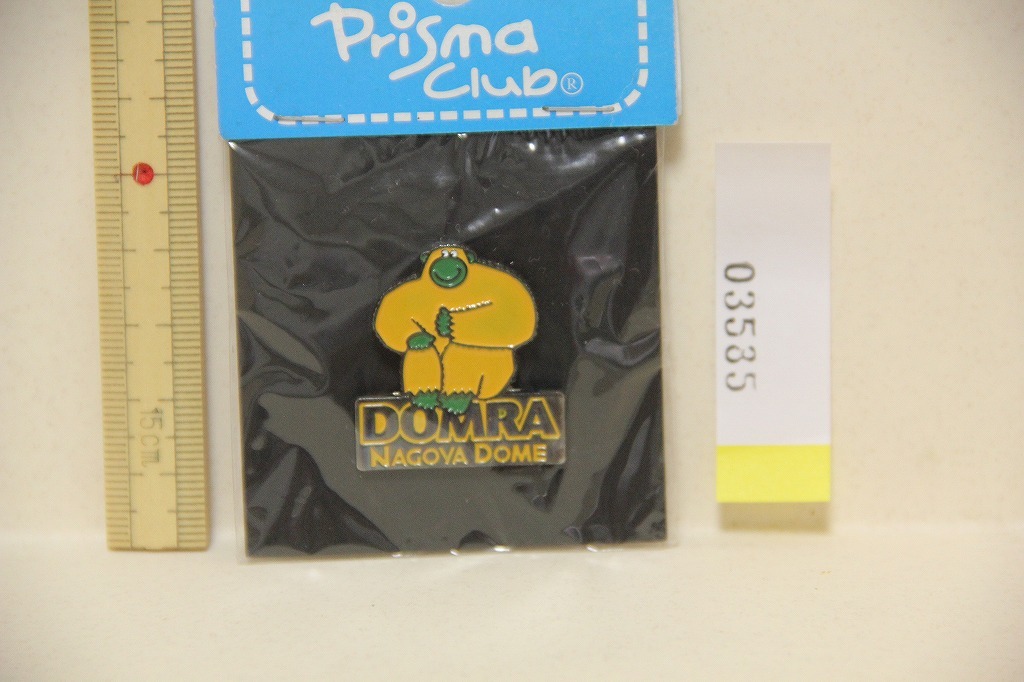 Prisma
Club®
DOMRA
NAGOYA DOME
15cm
03535